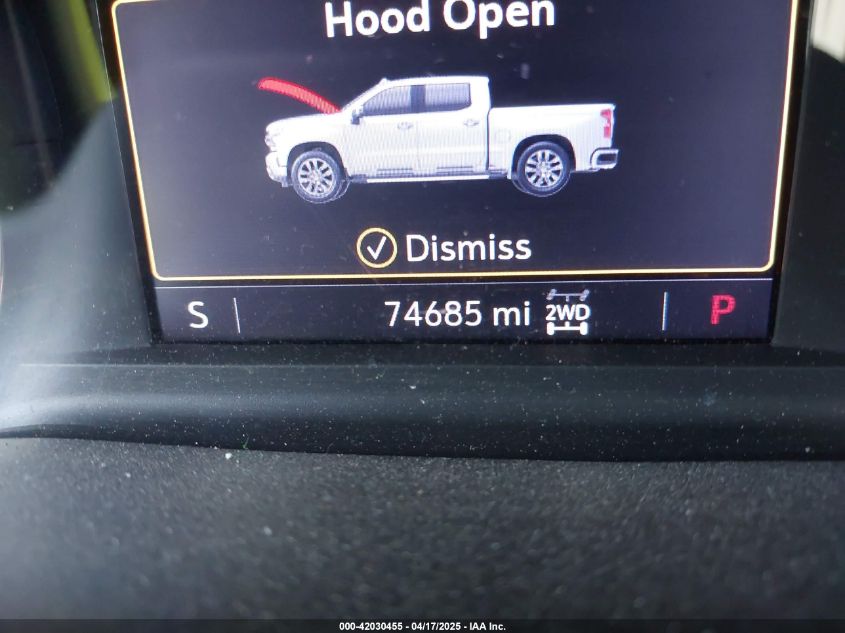 Hood Open
Dismiss
S 74685 mi 2WD P
000-42030455 - 04/17/2025 - IAA Inc.